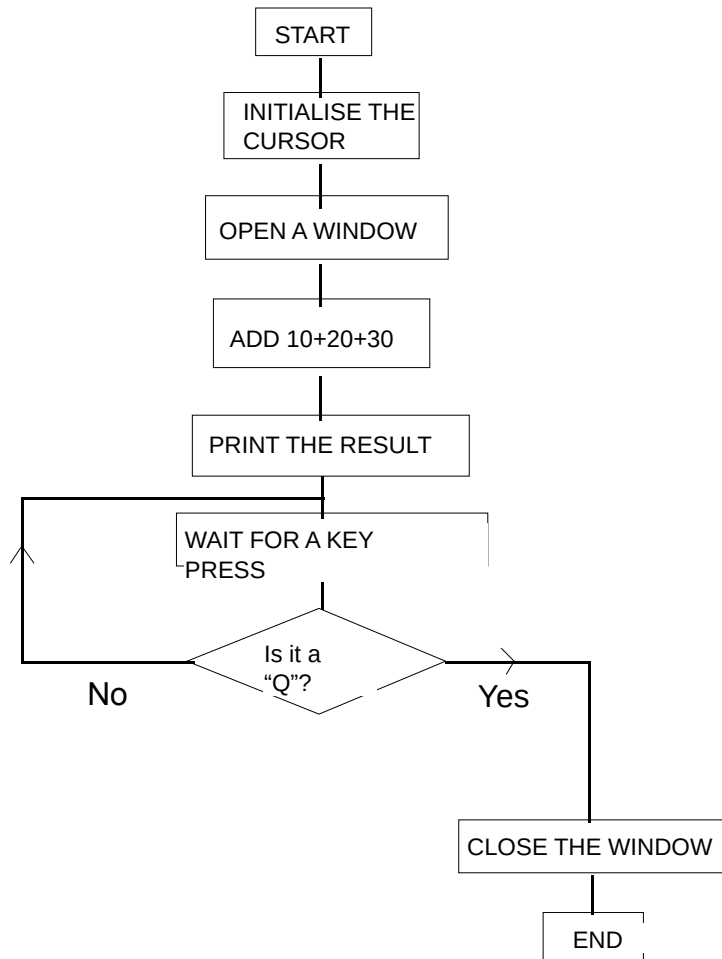 START
INITIALISE THE
CURSOR
OPEN A WINDOW
ADD 10+20+30
PRINT THE RESULT
WAIT FOR A KEY
PRESS
Is it a
“Q”?
No
Yes
CLOSE THE WINDOW
END